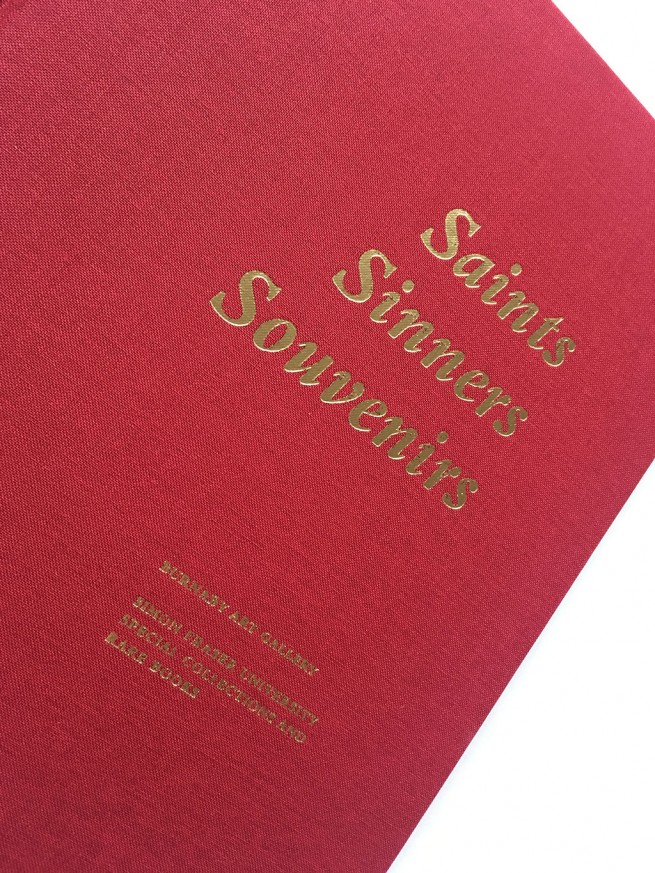 Saints
Sinners
Souvenirs
BURNABY ART GALLERY
SIMON FRASER UNIVERSITY
SPECIAL COLLECTIONS AND
RARE BOOKS